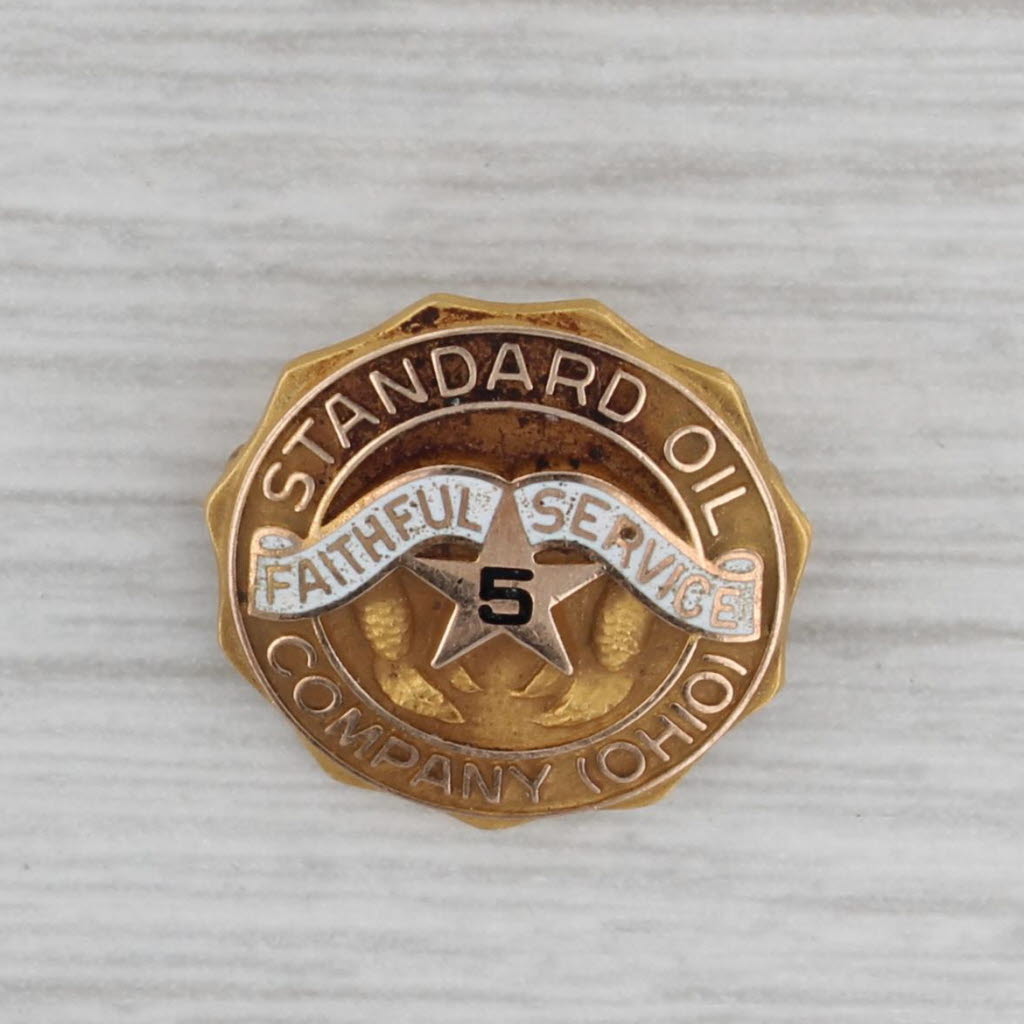 STANDARD OIL
FAITHFUL SERVICE
5
COMPANY (OHIO)